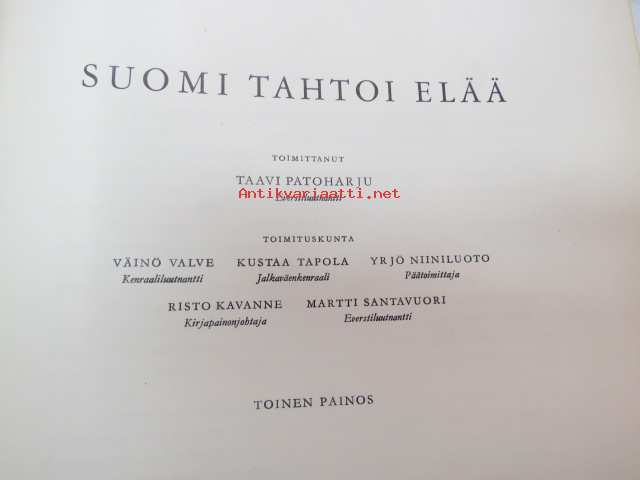 SUOMI TAHTOI ELÄÄ
TOIMITTANUT
TAAVI PATOHARJU
Antikvariaatti.net
Everstiluutnantti
TOIMITUSKUNTA
VÄINÖ VALVE KUSTAA TAPOLA YRJÖ NIINILUOTO
Kenraaliluutnantti Jalkaväenkenraali Päätoimittaja
RISTO KAVANNE MARTTI SANTAVUORI
Kirjapainonjohtaja Everstiluutnantti
TOINEN PAINOS